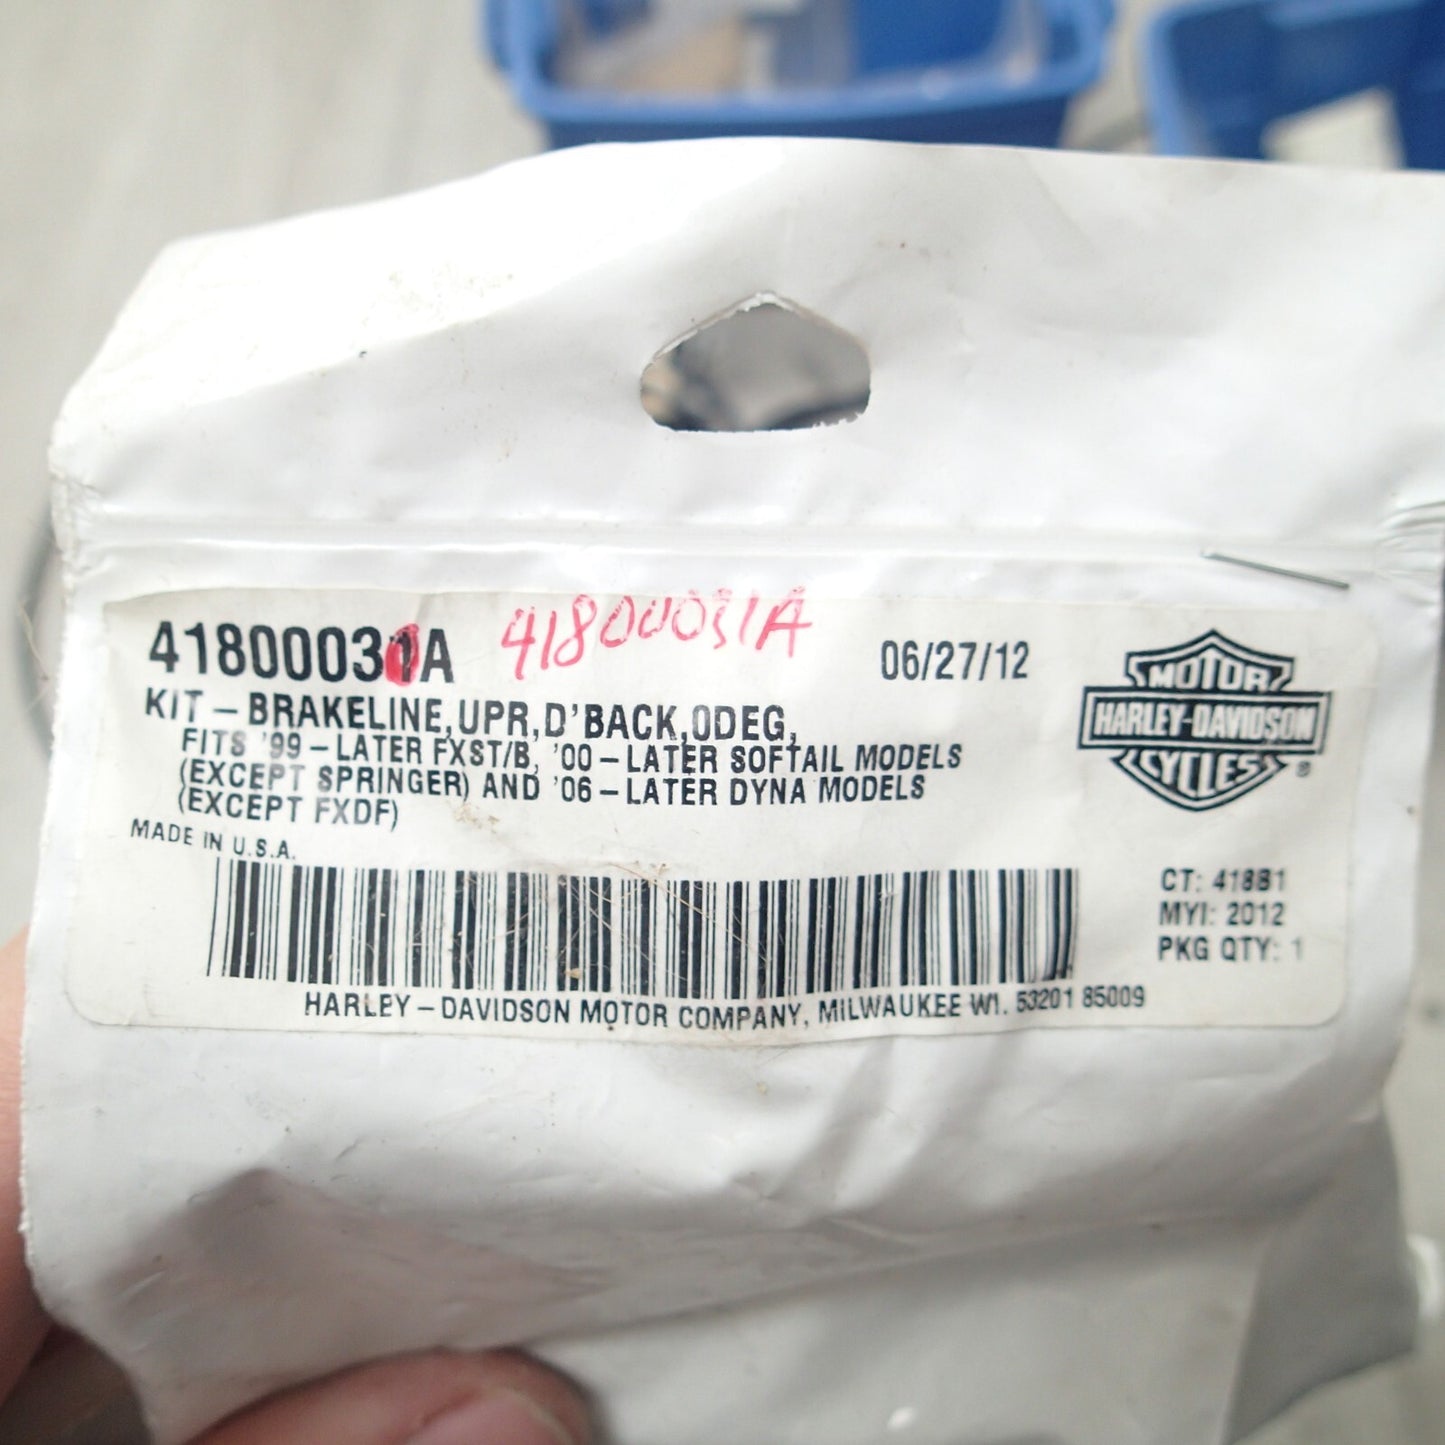 41800031A 41800031A 06/27/12
KIT – BRAKELINE,UPR,D'BACK,0DEG,
FITS '99 – LATER FXST/B, '00 – LATER SOFTAIL MODELS
(EXCEPT SPRINGER) AND '06 – LATER DYNA MODELS
(EXCEPT FXDF)
MADE IN U.S.A.
MOTOR
HARLEY-DAVIDSON
CYCLES ®
CT: 418B1
MYI: 2012
PKG QTY: 1
HARLEY – DAVIDSON MOTOR COMPANY, MILWAUKEE WI. 53201 85009